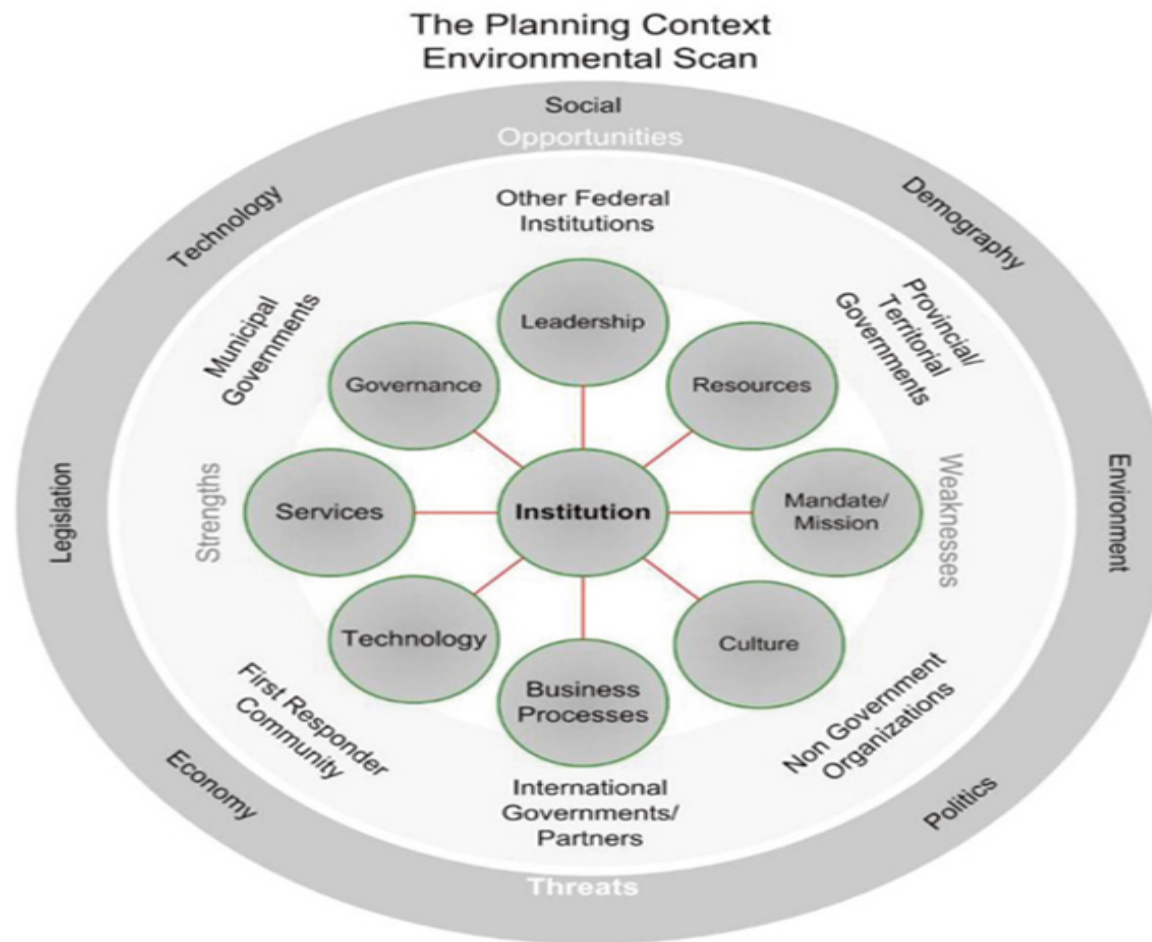 The Planning Context
Environmental Scan
Social
Opportunities
Technology
Demography
Other Federal
Institutions
Municipal
Governments
Provincial/
Territorial
Governments
Leadership
Governance
Resources
Legislation
Strengths
Services
Institution
Mandate/
Mission
Weaknesses
Environment
Technology
Culture
Business
Processes
First Responder
Community
Non Government
Organizations
International
Governments/
Partners
Economy
Politics
Threats